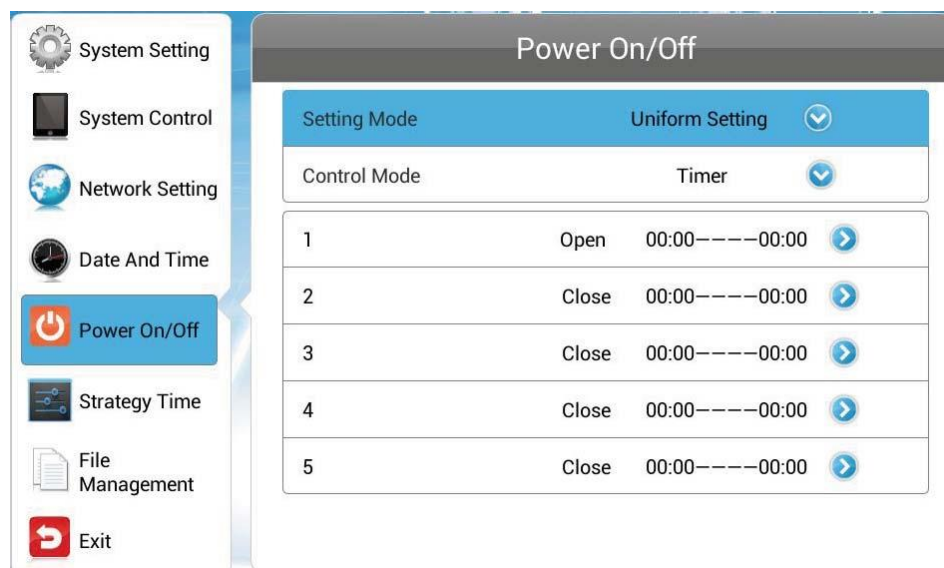 System Setting
System Control
Network Setting
Date And Time
Power On/Off
Strategy Time
File
Management
Exit
Power On/Off
Setting Mode Uniform Setting
Control Mode Timer
1 Open 00:00----00:00
2 Close 00:00----00:00
3 Close 00:00----00:00
4 Close 00:00----00:00
5 Close 00:00----00:00